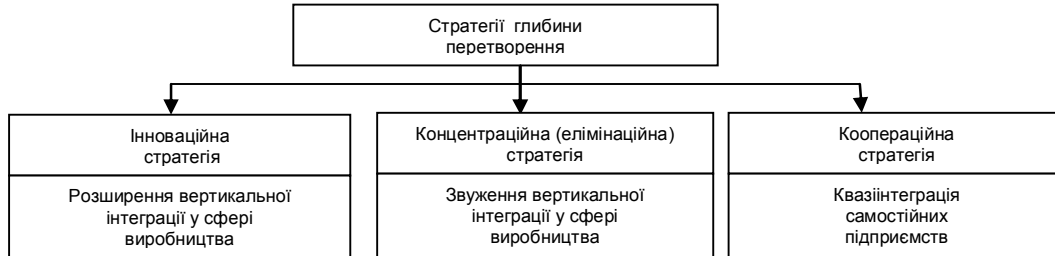 Стратегії глибини
перетворення
Інноваційна
стратегія
Розширення вертикальної
інтеграції у сфері
виробництва
Концентраційна (елімінаційна)
стратегія
Звуження вертикальної
інтеграції у сфері
виробництва
Коопераційна
стратегія
Квазіінтеграція
самостійних
підприємств